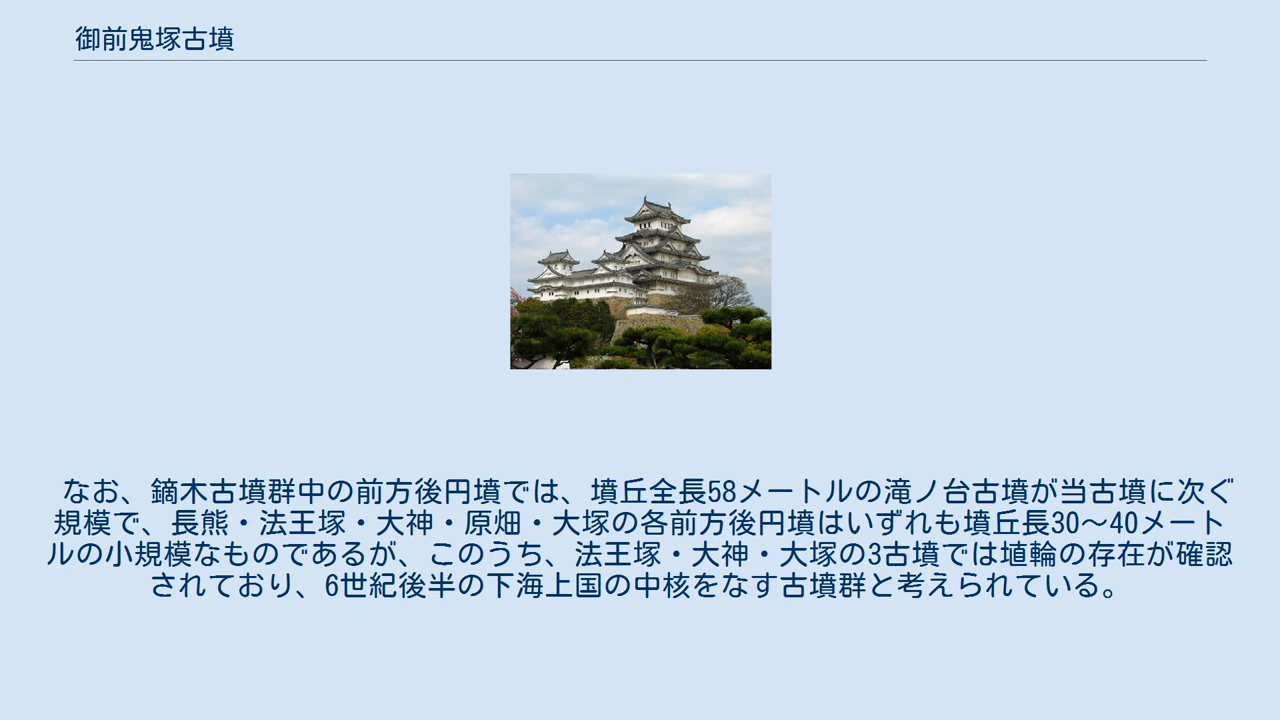 御前鬼塚古墳
なお、鏑木古墳群中の前方後円墳では、墳丘全長58メートルの滝ノ台古墳が当古墳に次ぐ
規模で、長熊・法王塚・大神・原畑・大塚の各前方後円墳はいずれも墳丘長30〜40メート
ルの小規模なものであるが、このうち、法王塚・大神・大塚の3古墳では埴輪の存在が確認
されており、6世紀後半の下海上国の中核をなす古墳群と考えられている。